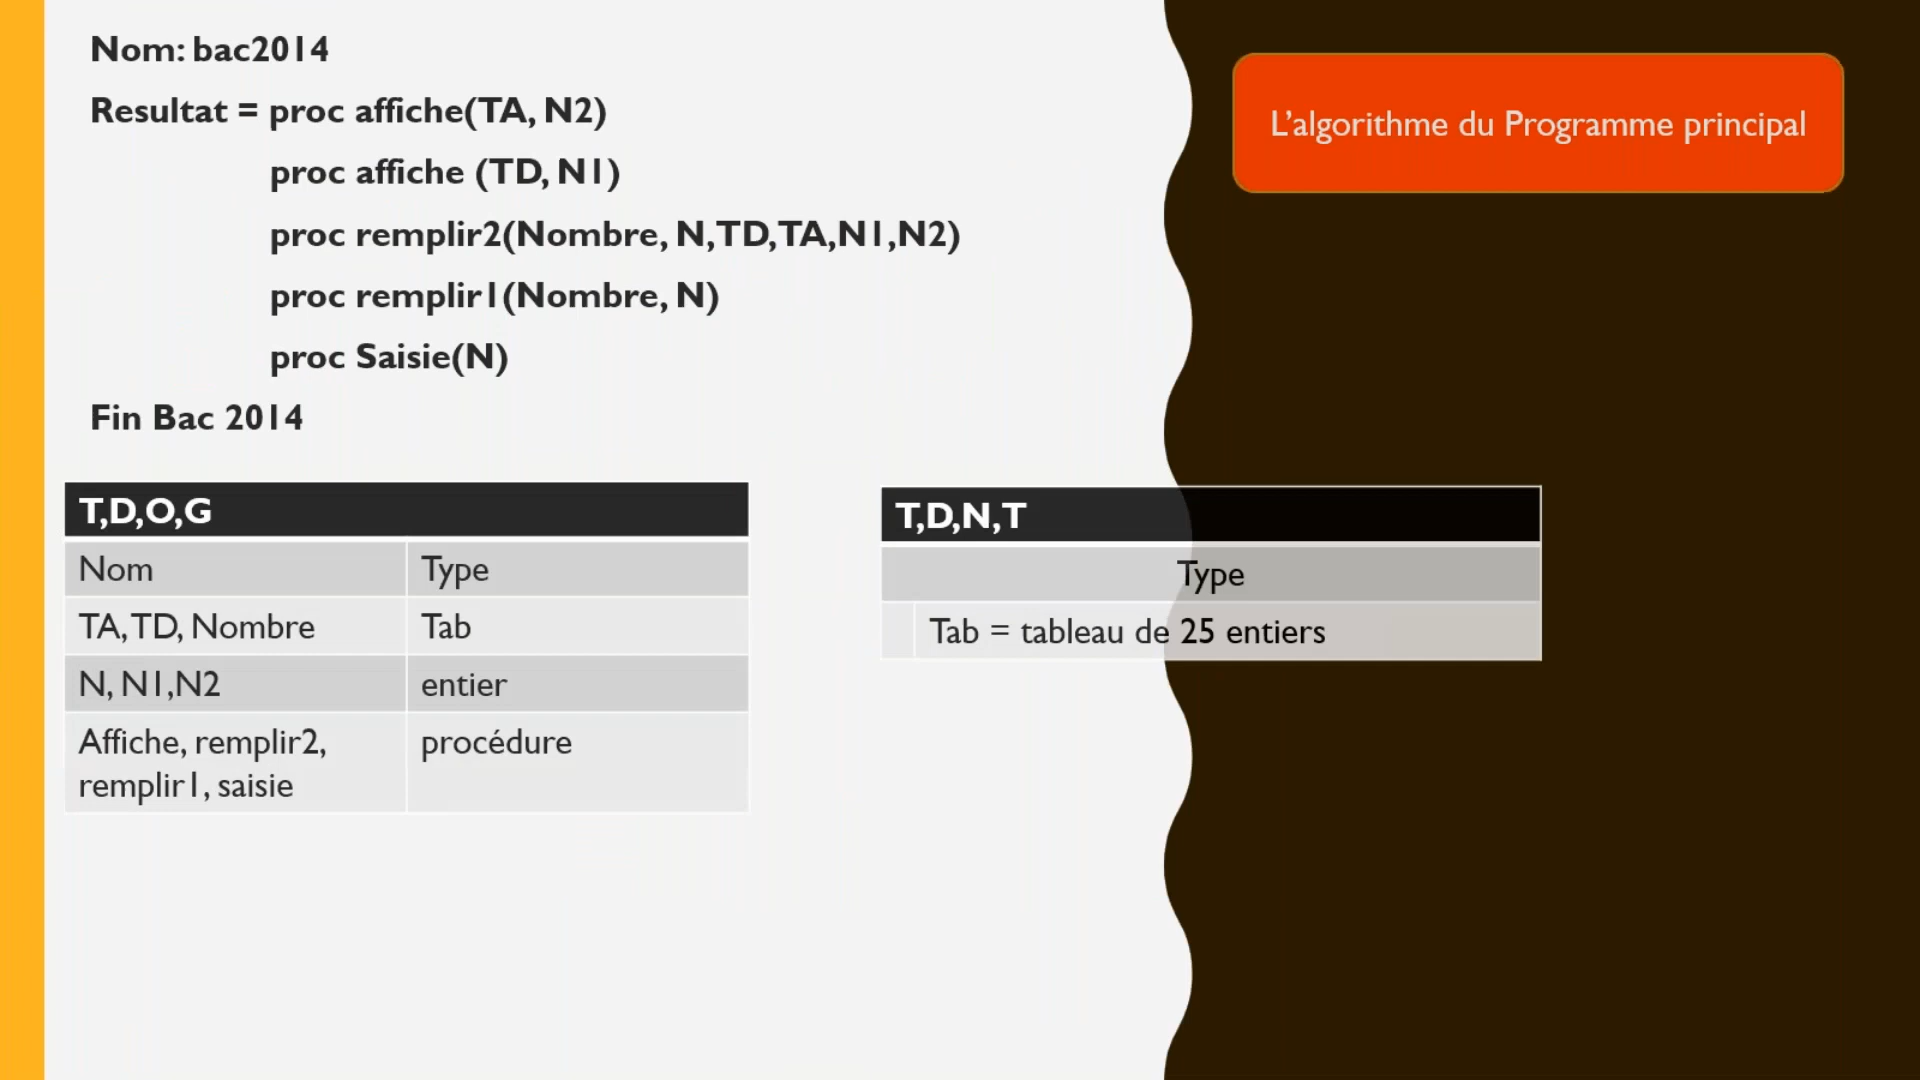 Nom: bac2014
Resultat = proc affiche(TA, N2)
proc affiche (TD, N1)
proc remplir2(Nombre, N,TD,TA,N1,N2)
proc remplir1(Nombre, N)
proc Saisie(N)
Fin Bac 2014
L'algorithme du Programme principal
T,D,O,G
Nom Type
TA,TD, Nombre Tab
N, N1,N2 entier
Affiche, remplir2, procédure
remplir1, saisie
T,D,N,T
Type
Tab = tableau de 25 entiers